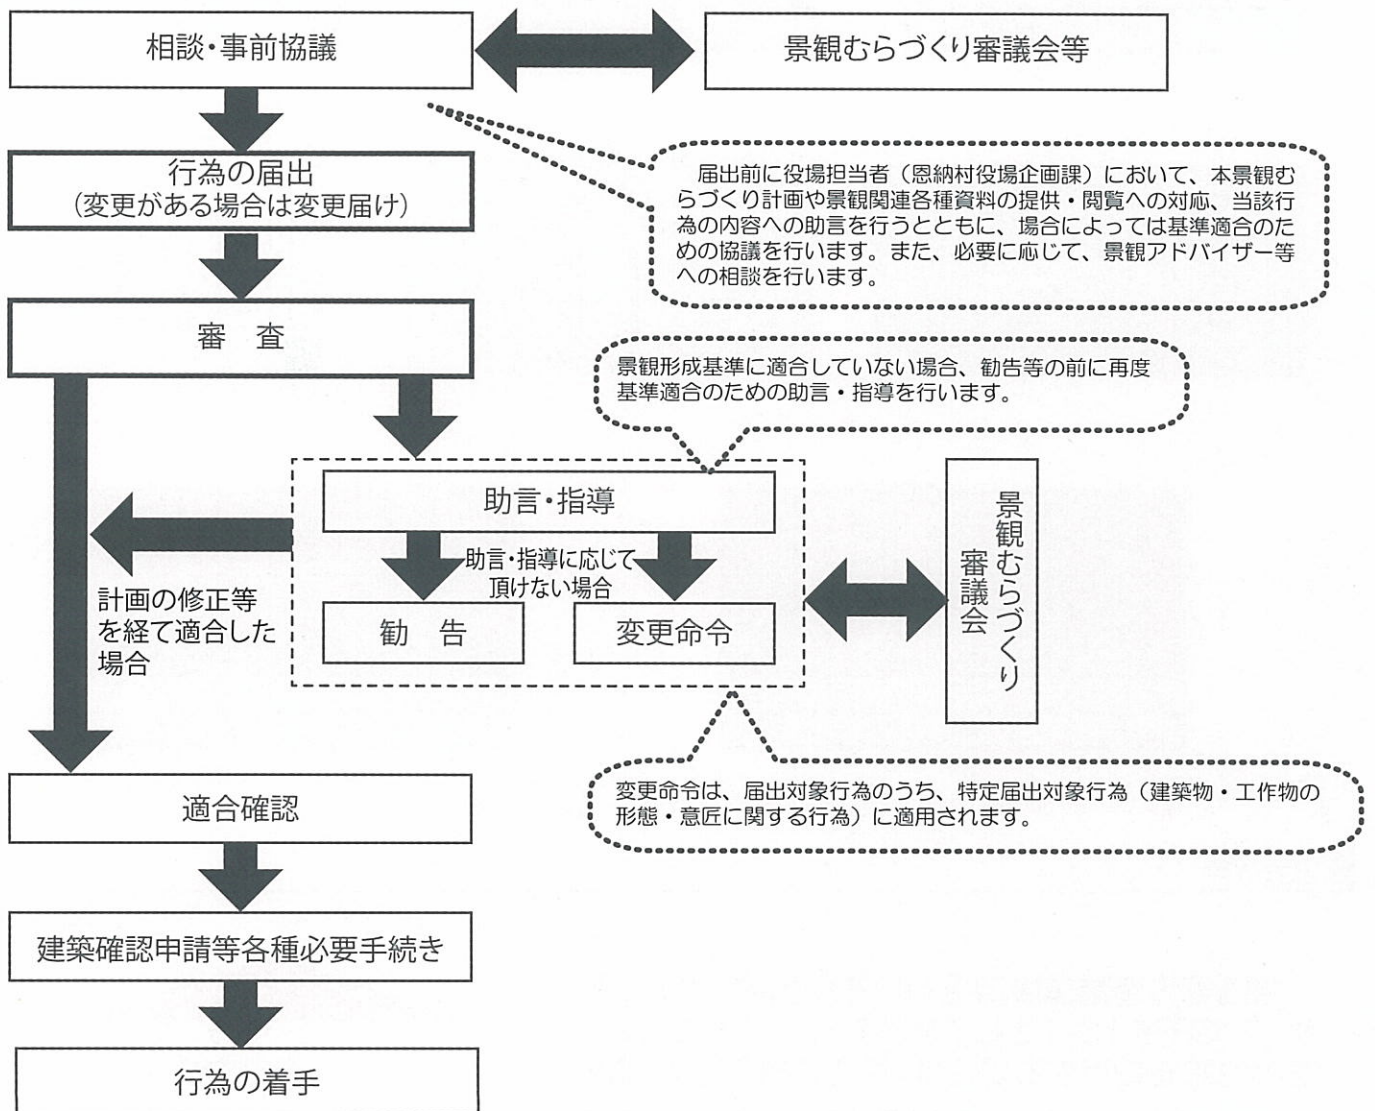 相談・事前協議
景観むらづくり審議会等
行為の届出
(変更がある場合は変更届け)
届出前に役場担当者（恩納村役場企画課）において、本景観む
らづくり計画や景観関連各種資料の提供・閲覧への対応、当該行
為の内容への助言を行うとともに、場合によっては基準適合のた
めの協議を行います。また、必要に応じて、景観アドバイザー等
への相談を行います。
審　査
景観形成基準に適合していない場合、勧告等の前に再度
基準適合のための助言・指導を行います。
助言・指導
助言・指導に応じて
頂けない場合
勧　告
変更命令
景観むらづくり
審議会
計画の修正等
を経て適合した
場合
変更命令は、届出対象行為のうち、特定届出対象行為（建築物・工作物の
形態・意匠に関する行為）に適用されます。
適合確認
建築確認申請等各種必要手続き
行為の着手